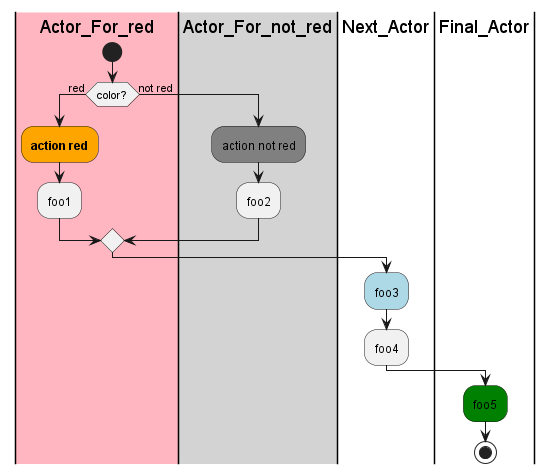 Actor_For_red
Actor_For_not_red
Next_Actor
Final_Actor
red
color?
not red
action red
action not red
foo1
foo2
foo3
foo4
foo5